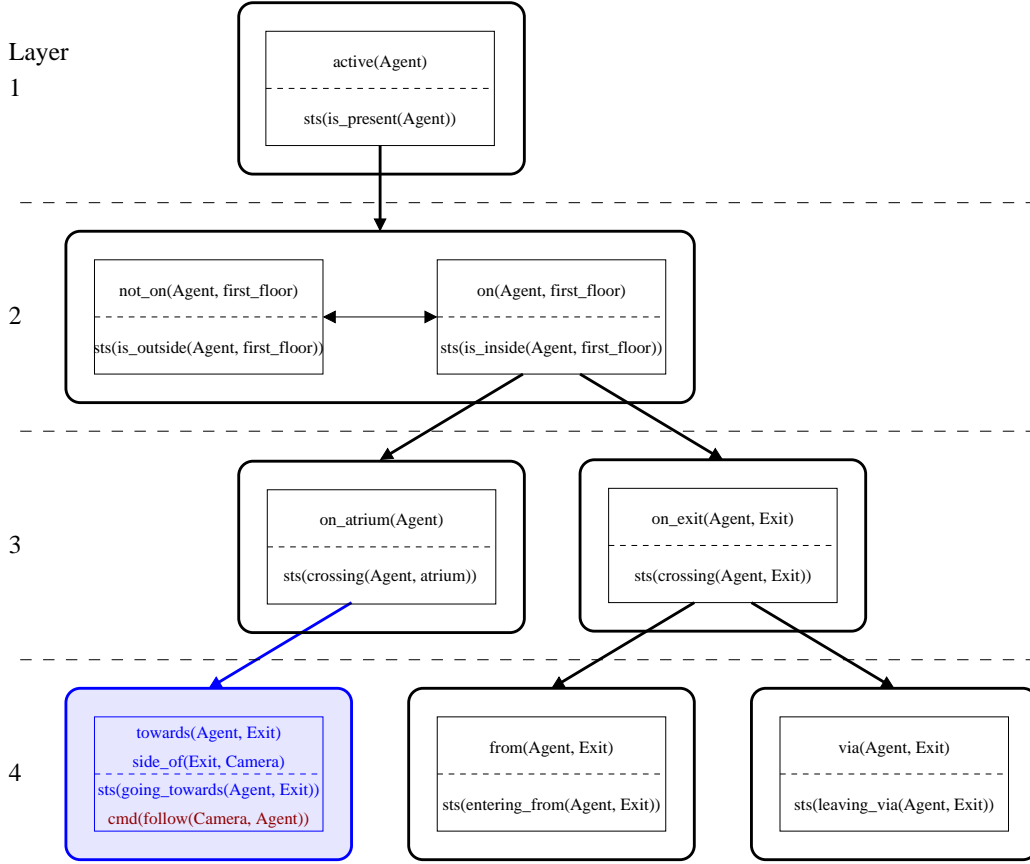 Layer
1
active(Agent)
sts(is_present(Agent))
2
not_on(Agent, first_floor)
sts(is_outside(Agent, first_floor))
on(Agent, first_floor)
sts(is_inside(Agent, first_floor))
3
on_atrium(Agent)
sts(crossing(Agent, atrium))
on_exit(Agent, Exit)
sts(crossing(Agent, Exit))
4
towards(Agent, Exit)
side_of(Exit, Camera)
sts(going_towards(Agent, Exit))
cmd(follow(Camera, Agent))
from(Agent, Exit)
sts(entering_from(Agent, Exit))
via(Agent, Exit)
sts(leaving_via(Agent, Exit))